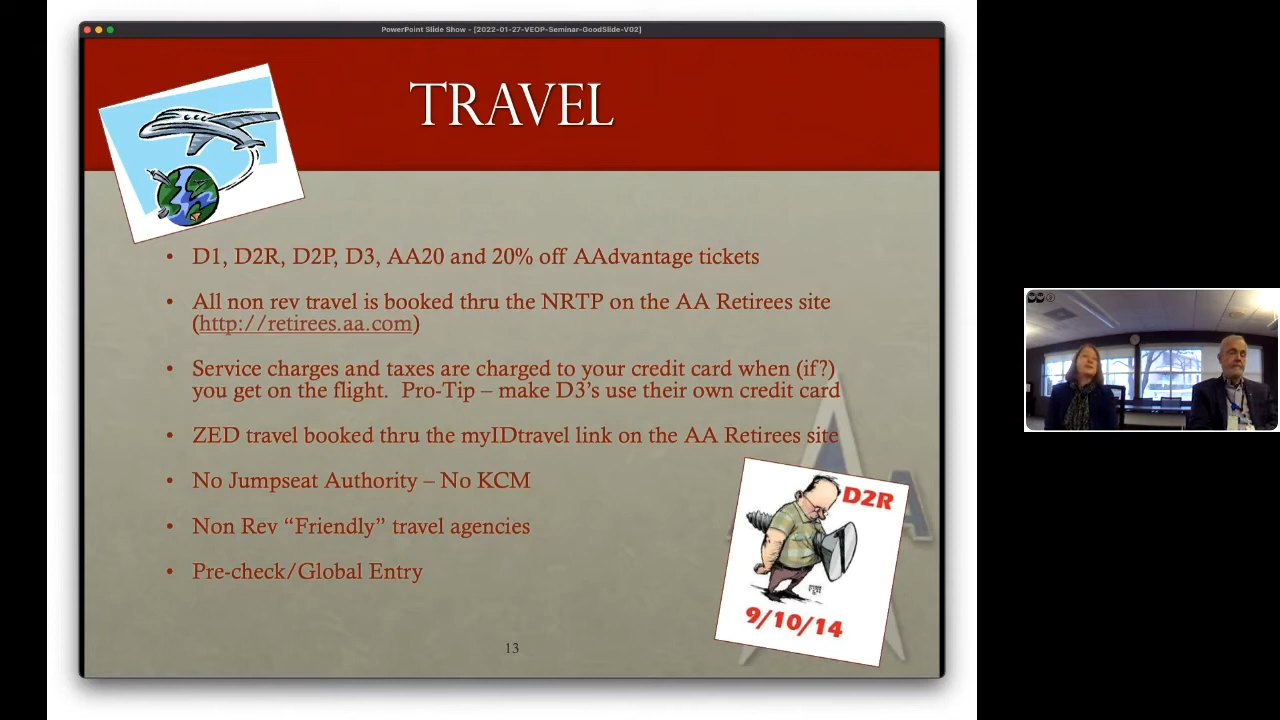 PowerPoint Slide Show - [2022-01-27-VEOP-Seminar-GoodSlide-V02]
TRAVEL
• D1, D2R, D2P, D3, AA20 and 20% off AAdvantage tickets
• All non rev travel is booked thru the NRTP on the AA Retirees site
(http://retirees.aa.com)
• Service charges and taxes are charged to your credit card when (if?)
you get on the flight. Pro-Tip – make D3's use their own credit card
• ZED travel booked thru the myIDtravel link on the AA Retirees site
• No Jumpseat Authority – No KCM
• Non Rev “Friendly” travel agencies
• Pre-check/Global Entry
D2R
9/10/14
13